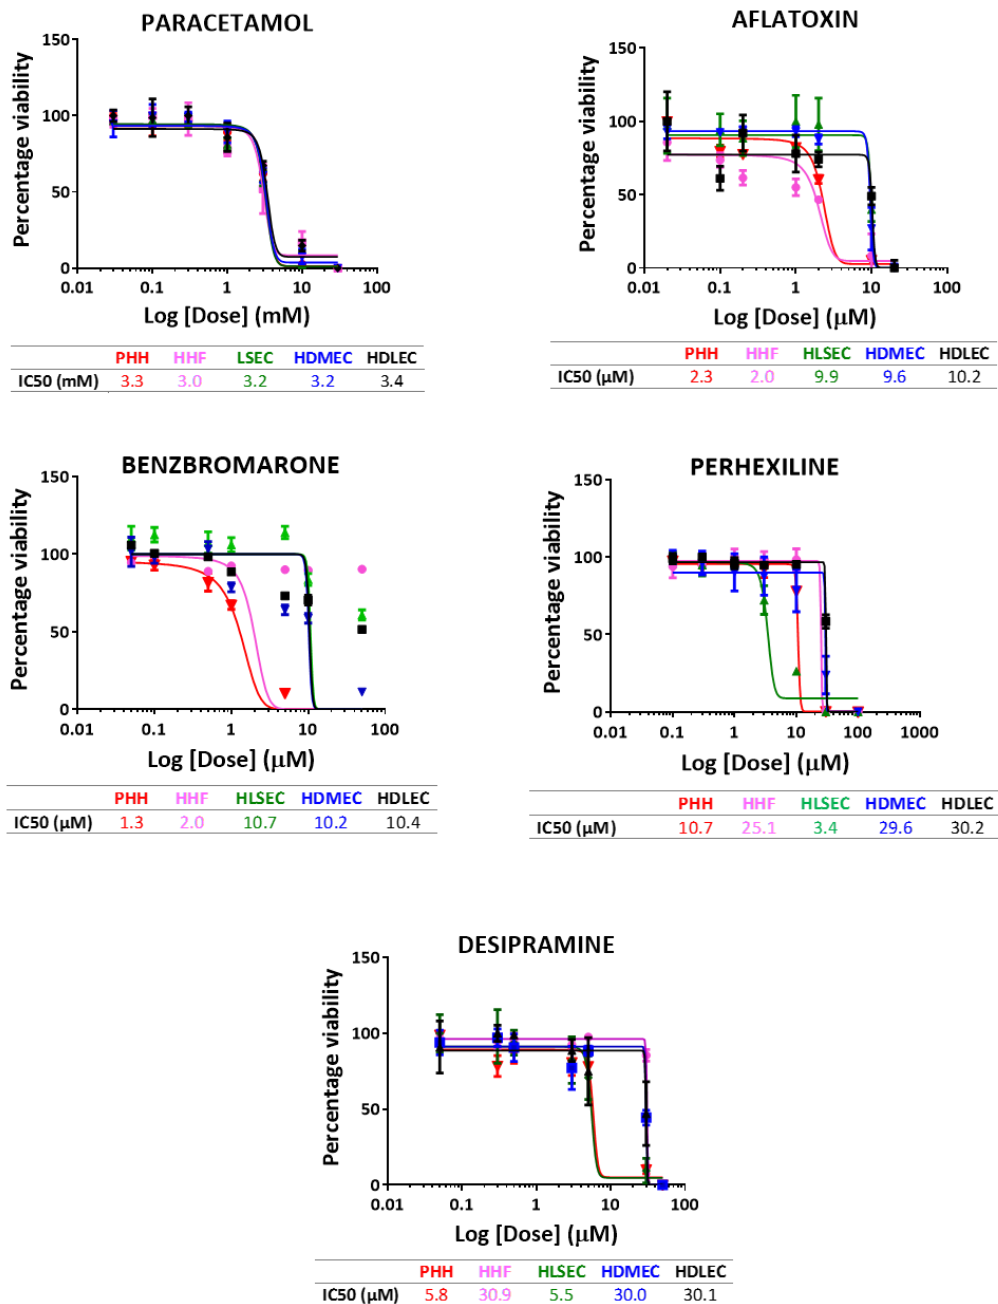 PARACETAMOL
Percentage viability
150
100
50
0
0.01 0.1 1 10 100
Log [Dose] (mM)
PHH HHF LSEC HDMEC HDLEC
IC50 (mM) 3.3 3.0 3.2 3.2 3.4
AFLATOXIN
Percentage viability
150
100
50
0
0.01 0.1 1 10 100
Log [Dose] (μM)
PHH HHF HLSEC HDMEC HDLEC
IC50 (μM) 2.3 2.0 9.9 9.6 10.2
BENZBROMARONE
Percentage viability
150
100
50
0
0.01 0.1 1 10 100
Log [Dose] (μM)
PHH HHF HLSEC HDMEC HDLEC
IC50 (μM) 1.3 2.0 10.7 10.2 10.4
PERHEXILINE
Percentage viability
150
100
50
0
0.01 0.1 1 10 100 1000
Log [Dose] (μM)
PHH HHF HLSEC HDMEC HDLEC
IC50 (μM) 10.7 25.1 3.4 29.6 30.2
DESIPRAMINE
Percentage viability
150
100
50
0
0.01 0.1 1 10 100
Log [Dose] (μM)
PHH HHF HLSEC HDMEC HDLEC
IC50 (μM) 5.8 30.9 5.5 30.0 30.1